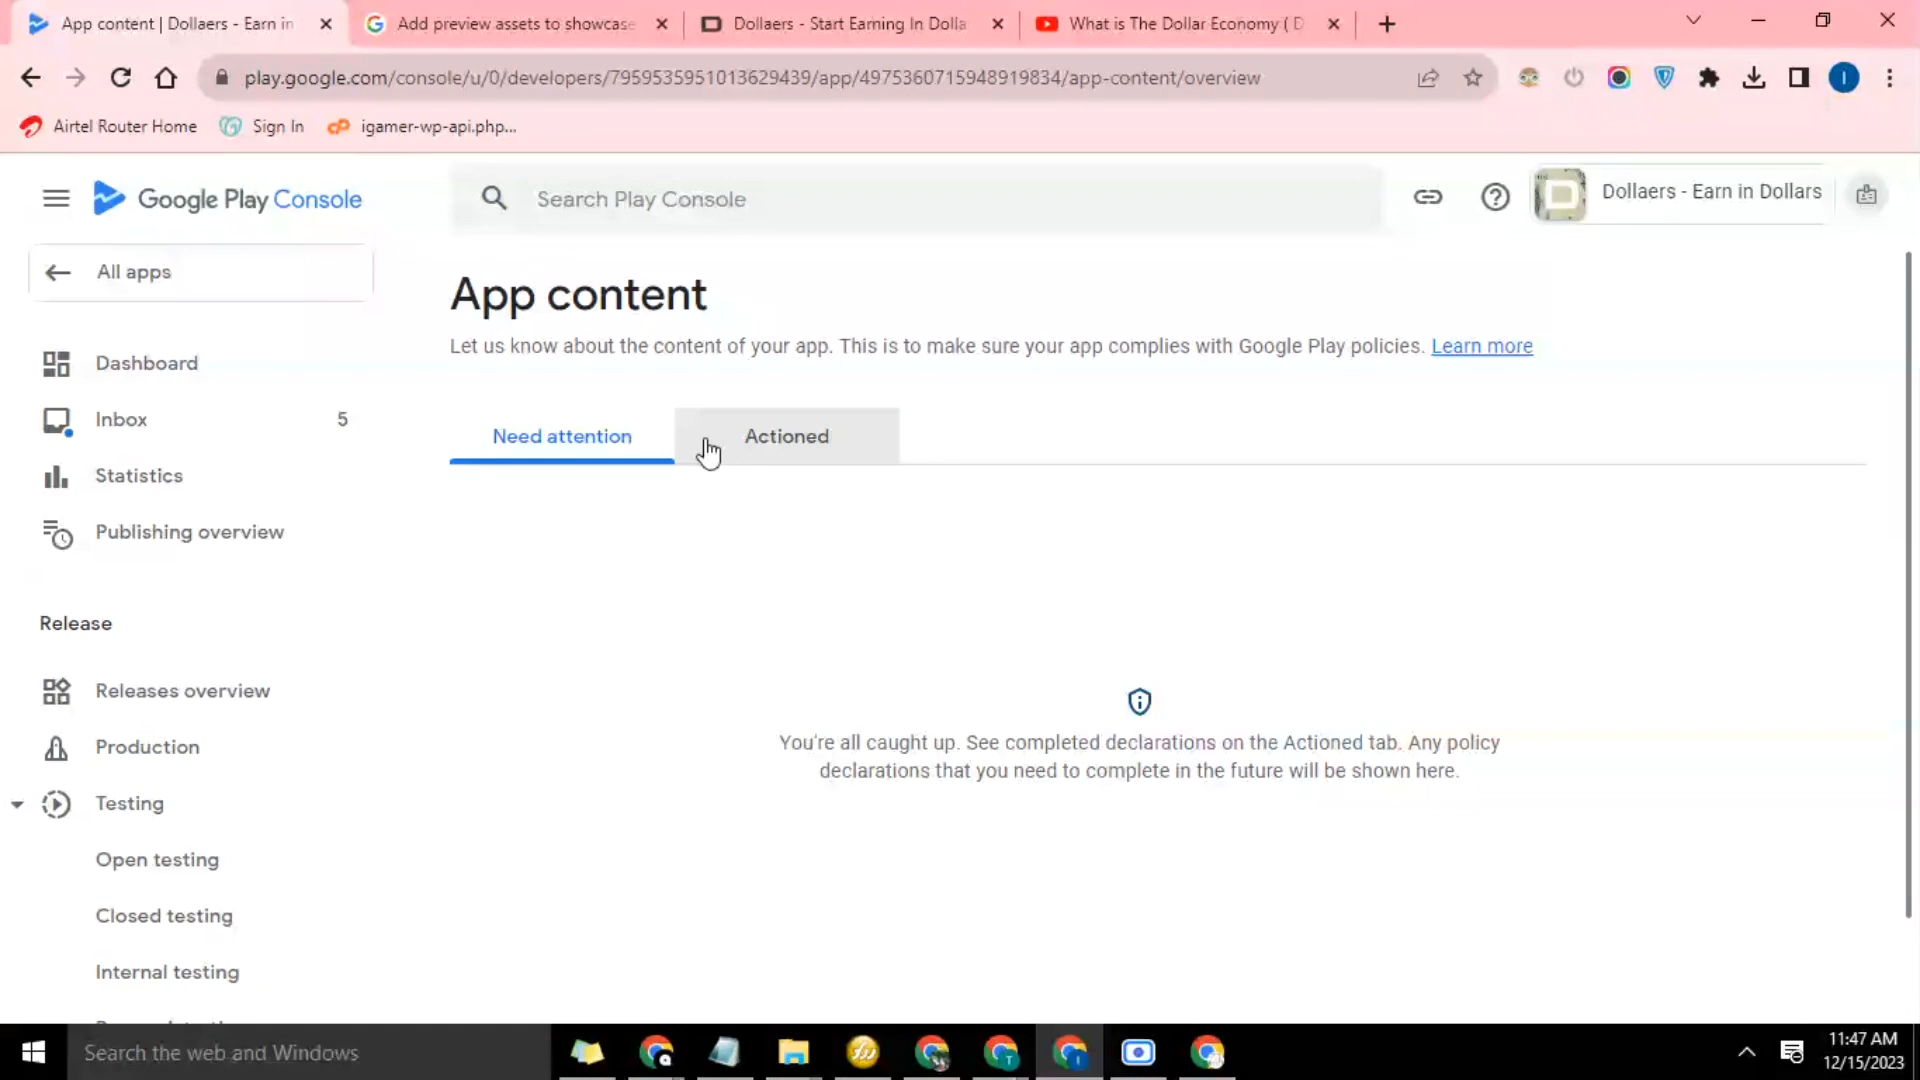 App content | Dollaers - Earn in
Add preview assets to showcase
Dollaers - Start Earning In Dolla
What is The Dollar Economy ( D
play.google.com/console/u/0/developers/7959535951013629439/app/4975360715948919834/app-content/overview
I
Airtel Router Home
Sign In
igamer-wp-api.php...
Google Play Console
Search Play Console
Dollaers - Earn in Dollars
All apps
App content
Let us know about the content of your app. This is to make sure your app complies with Google Play policies. Learn more
Dashboard
Inbox 5
Need attention
Actioned
Statistics
Publishing overview
Release
Releases overview
Production
You're all caught up. See completed declarations on the Actioned tab. Any policy
declarations that you need to complete in the future will be shown here.
Testing
Open testing
Closed testing
Internal testing
Search the web and Windows
11:47 AM
12/15/2023